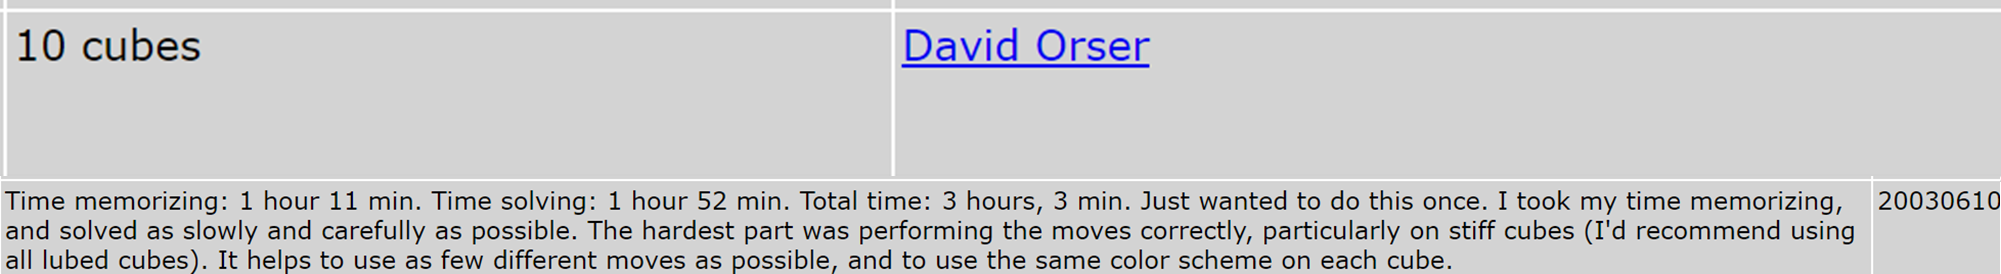 10 cubes
David Orser
Time memorizing: 1 hour 11 min. Time solving: 1 hour 52 min. Total time: 3 hours, 3 min. Just wanted to do this once. I took my time memorizing,
and solved as slowly and carefully as possible. The hardest part was performing the moves correctly, particularly on stiff cubes (I'd recommend using
all lubed cubes). It helps to use as few different moves as possible, and to use the same color scheme on each cube.
20030610